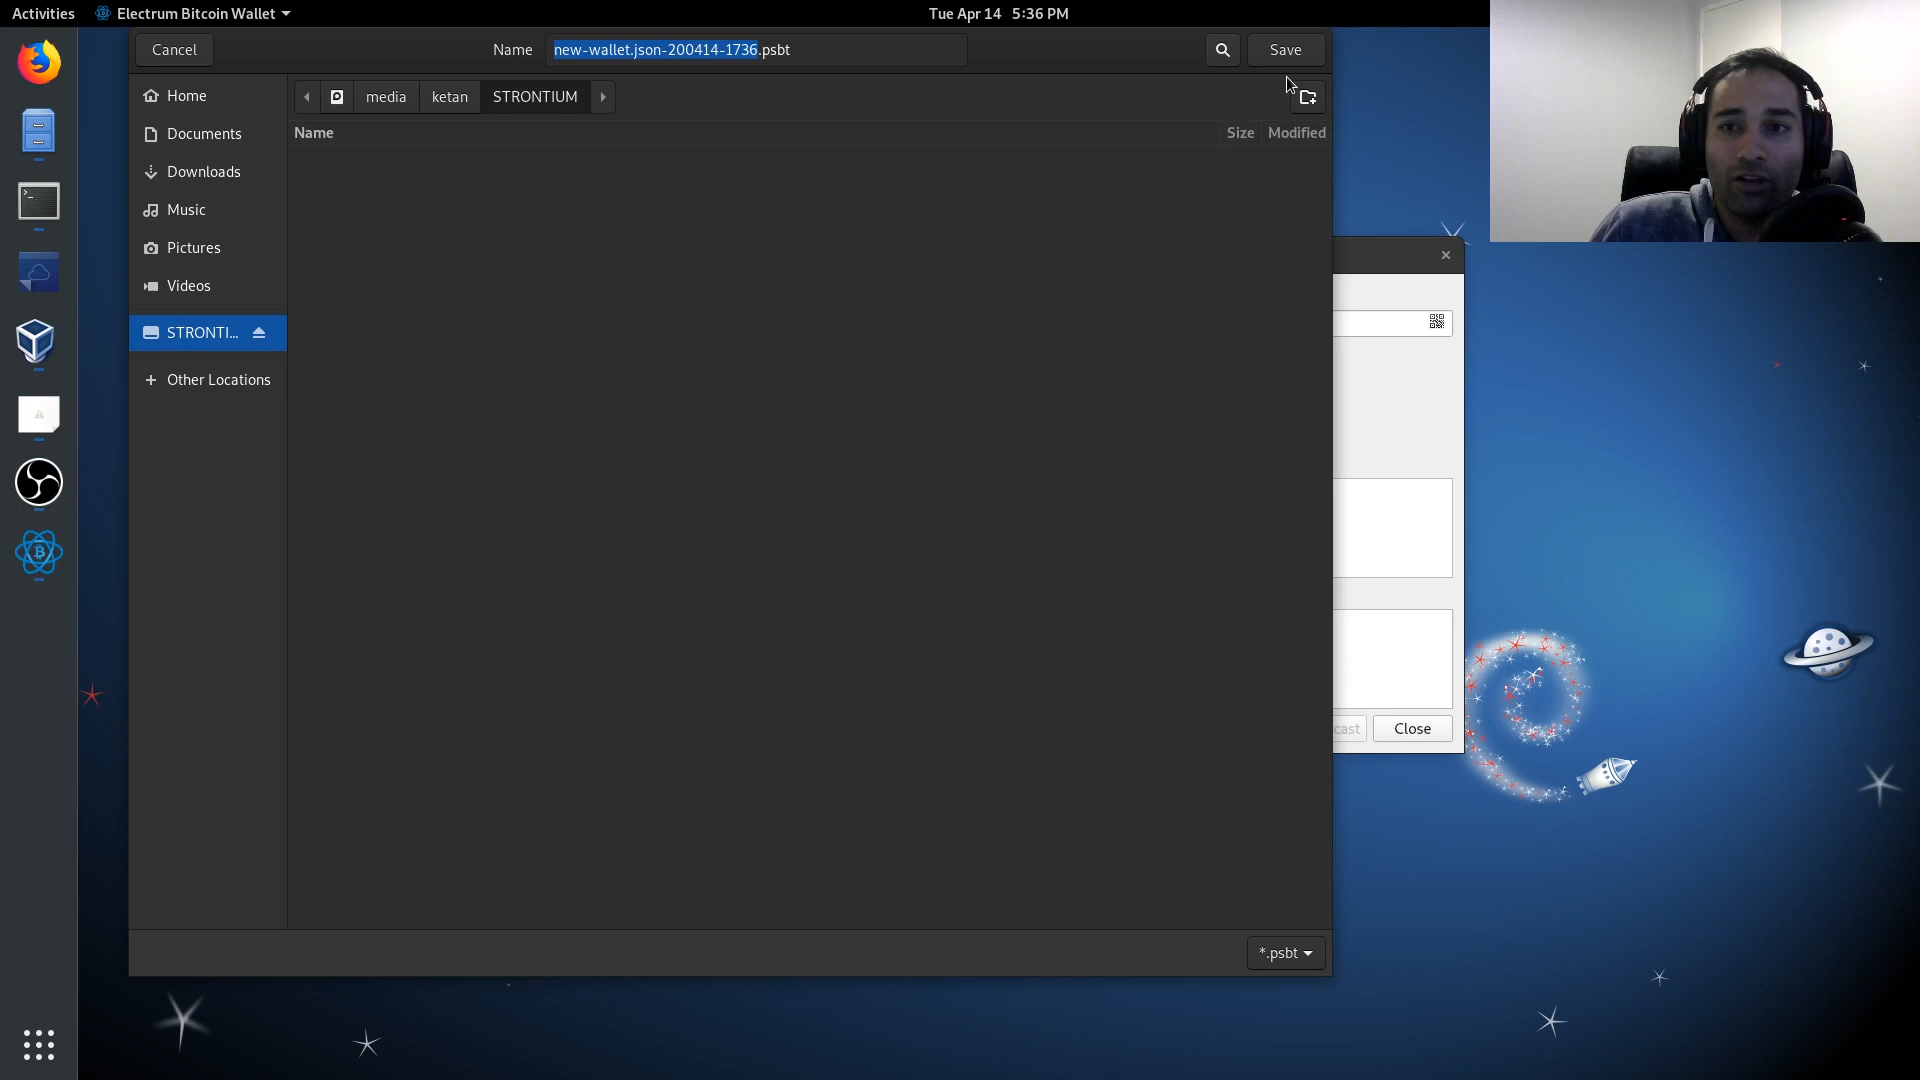 Activities Electrum Bitcoin Wallet Tue Apr 14 5:36 PM
Cancel Name new-wallet.json-200414-1736.psbt Save
Home
Documents
Downloads
Music
Pictures
Videos
STRONTI...
Other Locations
media ketan STRONTIUM
Name Size Modified
cast Close
*.psbt